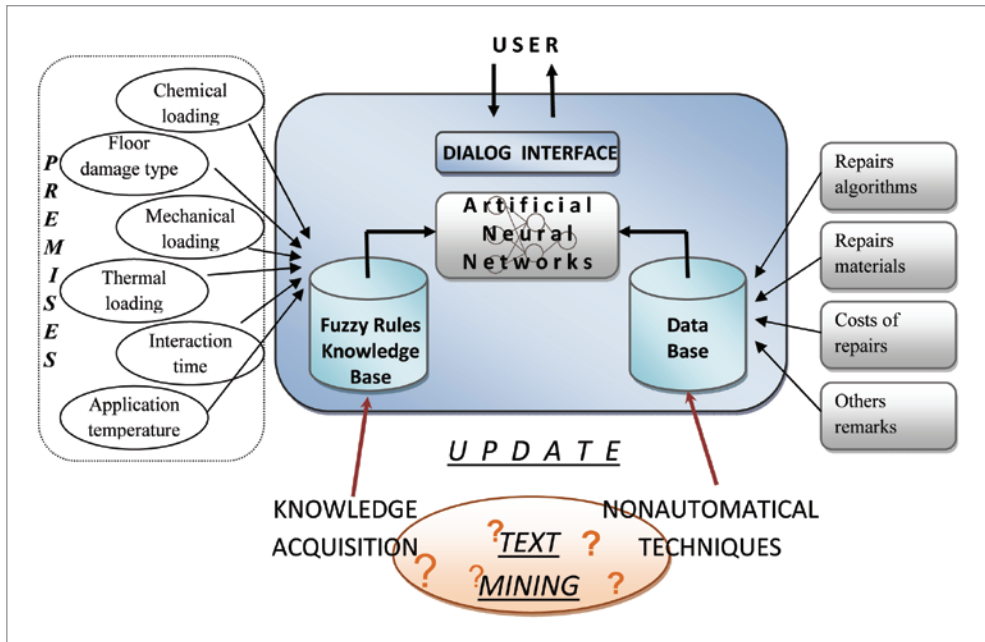 USER
PREMISES
Chemical
loading
Floor
damage type
Mechanical
loading
Thermal
loading
Interaction
time
Application
temperature
DIALOG INTERFACE
Artificial
Neural
Networks
Fuzzy Rules
Knowledge
Base
Data
Base
Repairs
algorithms
Repairs
materials
Costs of
repairs
Others
remarks
UPDATE
KNOWLEDGE
ACQUISITION
NONAUTOMATICAL
TECHNIQUES
? TEXT ?
? ? MINING ?